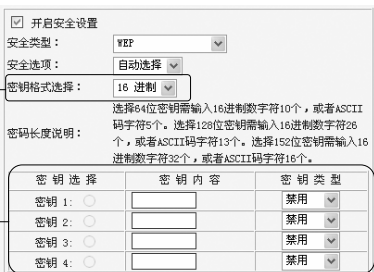 开启安全设置
安全类型： WEP
安全选项： 自动选择
密钥格式选择： 16 进制
选择64位密钥需输入16进制数字符10个，或者ASCII
码字符5个。选择128位密钥需输入16进制数字符26
密码长度说明： 个，或者ASCII码字符13个。选择152位密钥需输入16
进制数字符32个，或者ASCII码字符16个。
密 钥 选 择 密 钥 内 容 密 钥 类 型
密钥 1: 禁用
密钥 2: 禁用
密钥 3: 禁用
密钥 4: 禁用